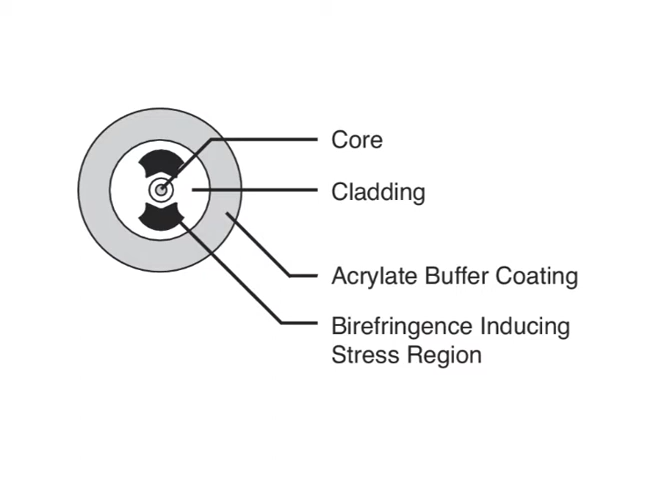 Core
Cladding
Acrylate Buffer Coating
Birefringence Inducing
Stress Region